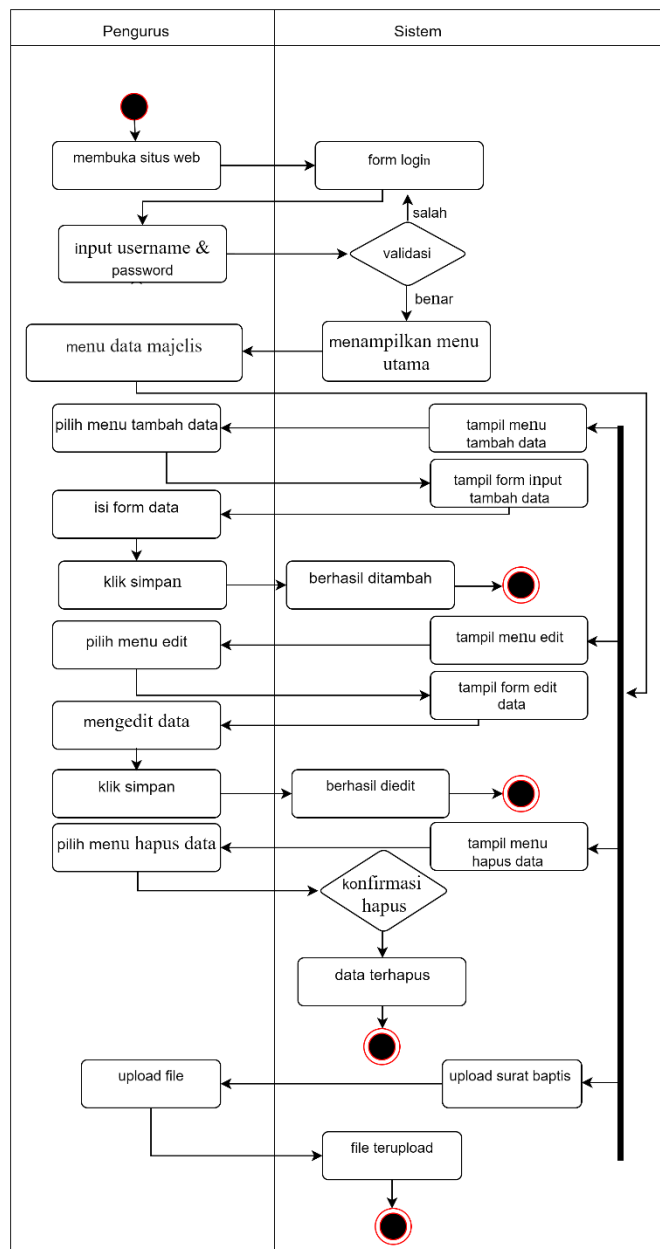 Pengurus
Sistem
membuka situs web
form login
salah
input username &
password
validasi
benar
menu data majelis
menampilkan menu
utama
pilih menu tambah data
tampil menu
tambah data
tampil form input
tambah data
isi form data
klik simpan
berhasil ditambah
pilih menu edit
tampil menu edit
tampil form edit
data
mengedit data
klik simpan
berhasil diedit
pilih menu hapus data
tampil menu
hapus data
konfirmasi
hapus
data terhapus
upload file
upload surat baptis
file terupload